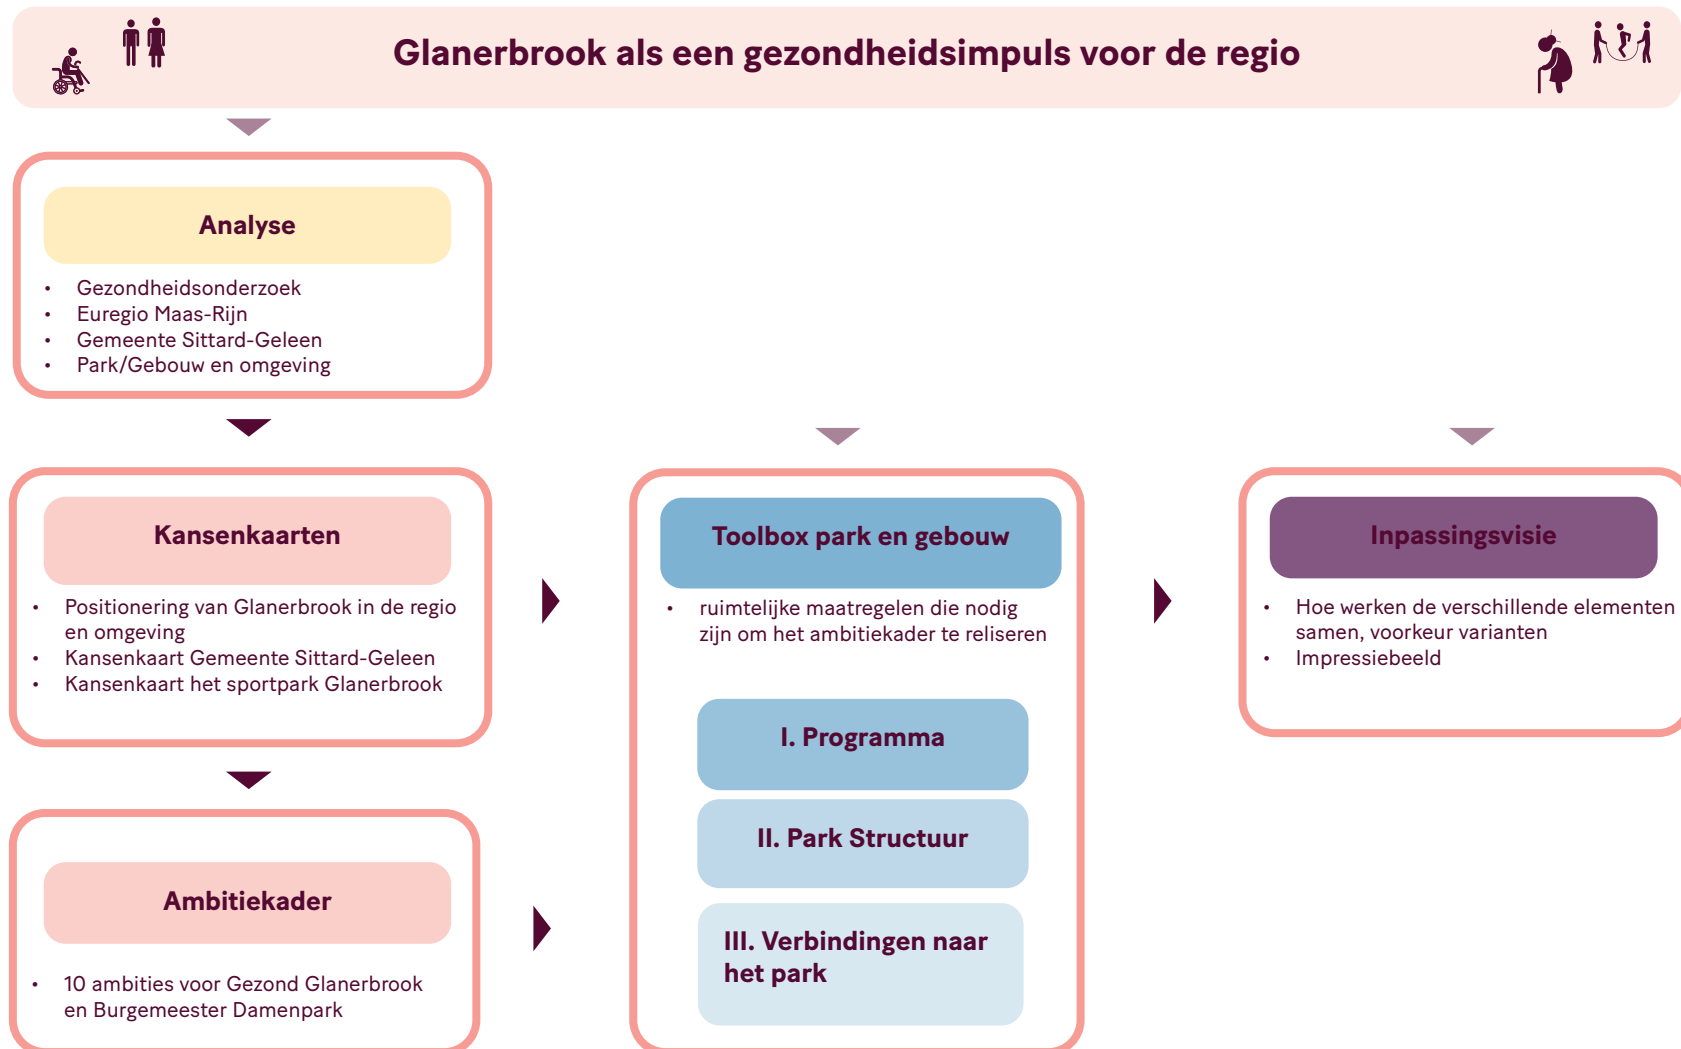 Glanerbrook als een gezondheidsimpuls voor de regio
Analyse
• Gezondheidsonderzoek
• Euregio Maas-Rijn
• Gemeente Sittard-Geleen
• Park/Gebouw en omgeving
Kansenkaarten
• Positionering van Glanerbrook in de regio
en omgeving
• Kansenkaart Gemeente Sittard-Geleen
• Kansenkaart het sportpark Glanerbrook
Ambitiekader
• 10 ambities voor Gezond Glanerbrook
en Burgemeester Damenpark
Toolbox park en gebouw
• ruimtelijke maatregelen die nodig
zijn om het ambitiekader te reliseren
I. Programma
II. Park Structuur
III. Verbindingen naar
het park
Inpassingsvisie
• Hoe werken de verschillende elementen
samen, voorkeur varianten
• Impressiebeeld